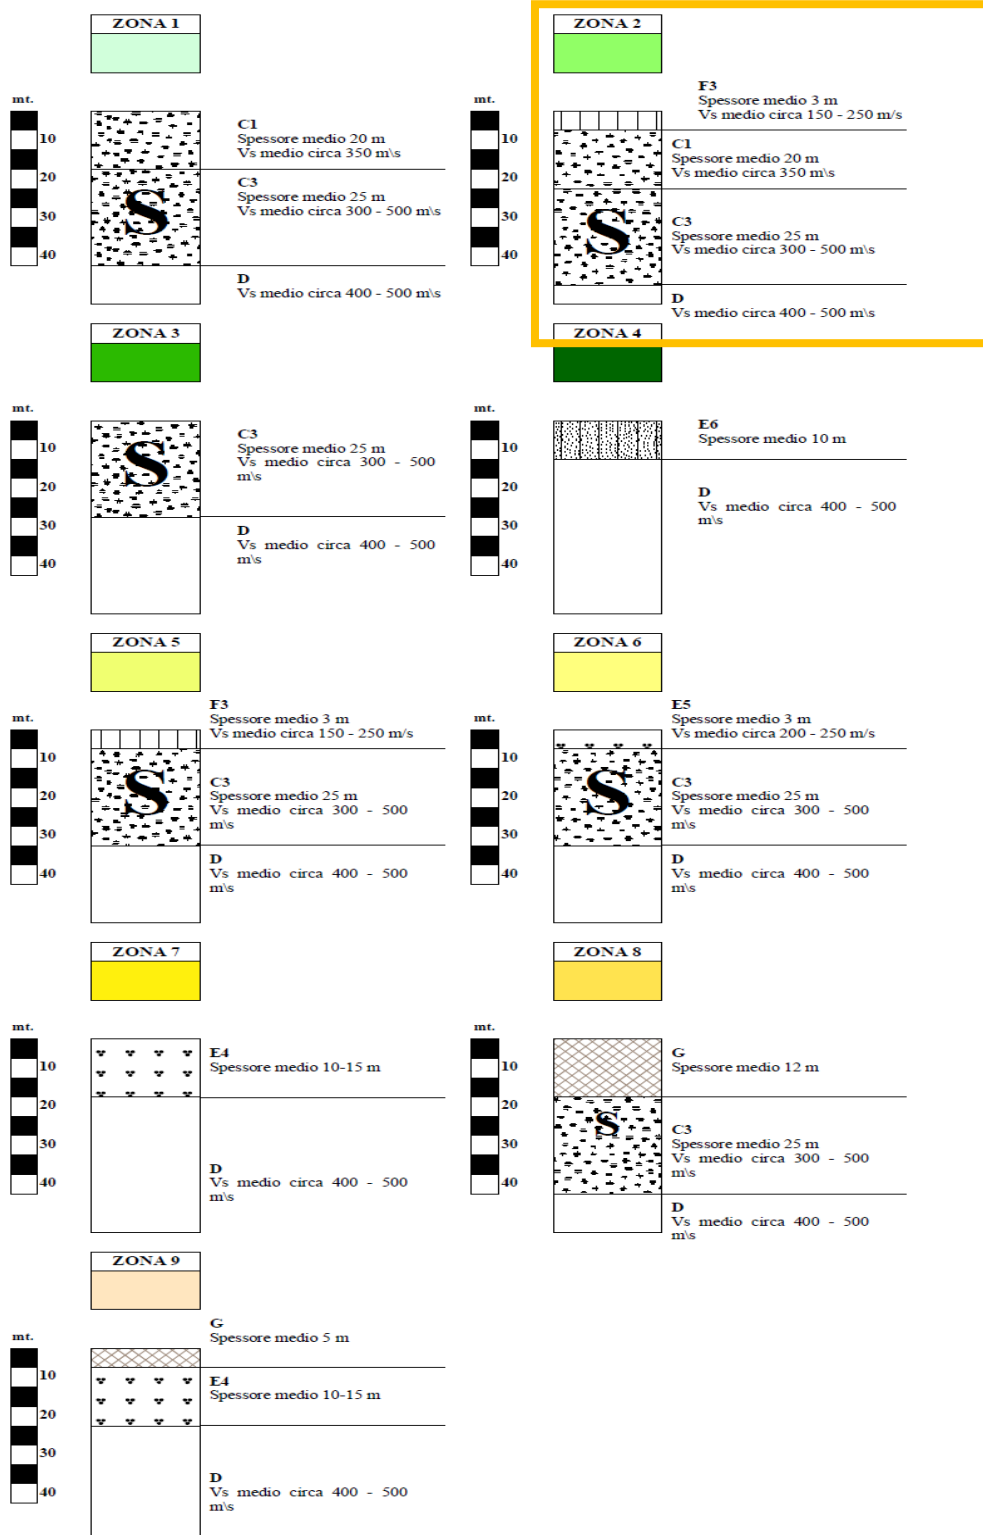 ZONA 1
mt.
10
20
30
40
C1
Spessore medio 20 m
Vs medio circa 350 m\s
C3
Spessore medio 25 m
Vs medio circa 300 - 500 m\s
S
D
Vs medio circa 400 - 500 m\s
ZONA 2
mt.
10
20
30
40
F3
Spessore medio 3 m
Vs medio circa 150 - 250 m/s
C1
Spessore medio 20 m
Vs medio circa 350 m\s
C3
Spessore medio 25 m
Vs medio circa 300-500 m\s
S
D
Vs medio circa 400 - 500 m\s
ZONA 3
mt.
10
20
30
40
C3
Spessore medio 25 m
Vs medio circa 300 - 500
m\s
S
D
Vs medio circa 400 - 500
m\s
ZONA 4
mt.
10
20
30
40
E6
Spessore medio 10 m
D
Vs medio circa 400 - 500
m\s
ZONA 5
mt.
10
20
30
40
F3
Spessore medio 3 m
Vs medio circa 150 - 250 m/s
C3
Spessore medio 25 m
Vs medio circa 300 - 500
m\s
S
D
Vs medio circa 400 - 500
m\s
ZONA 6
mt.
10
20
30
40
E5
Spessore medio 3 m
Vs medio circa 200 - 250 m/s
C3
Spessore medio 25 m
Vs medio circa 300 - 500
m\s
S
D
Vs medio circa 400 - 500
m\s
ZONA 7
mt.
10
20
30
40
E4
Spessore medio 10-15 m
D
Vs medio circa 400 - 500
m\s
ZONA 8
mt.
10
20
30
40
G
Spessore medio 12 m
S
C3
Spessore medio 25 m
Vs medio circa 300 - 500
m\s
D
Vs medio circa 400 - 500
m\s
ZONA 9
mt.
10
20
30
40
G
Spessore medio 5 m
E4
Spessore medio 10-15 m
D
Vs medio circa 400 - 500
m\s